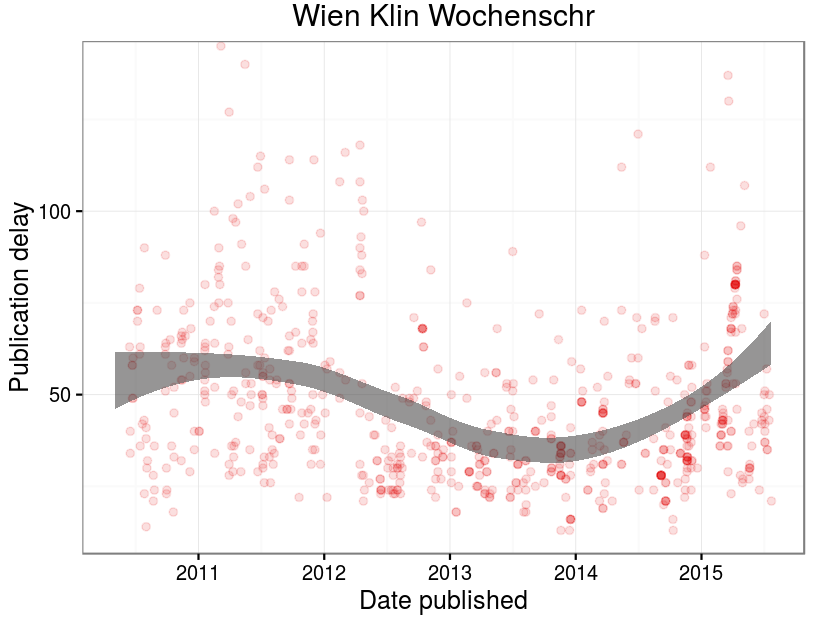 Wien Klin Wochenschr
Publication delay
100
50
2011 2012 2013 2014 2015
Date published